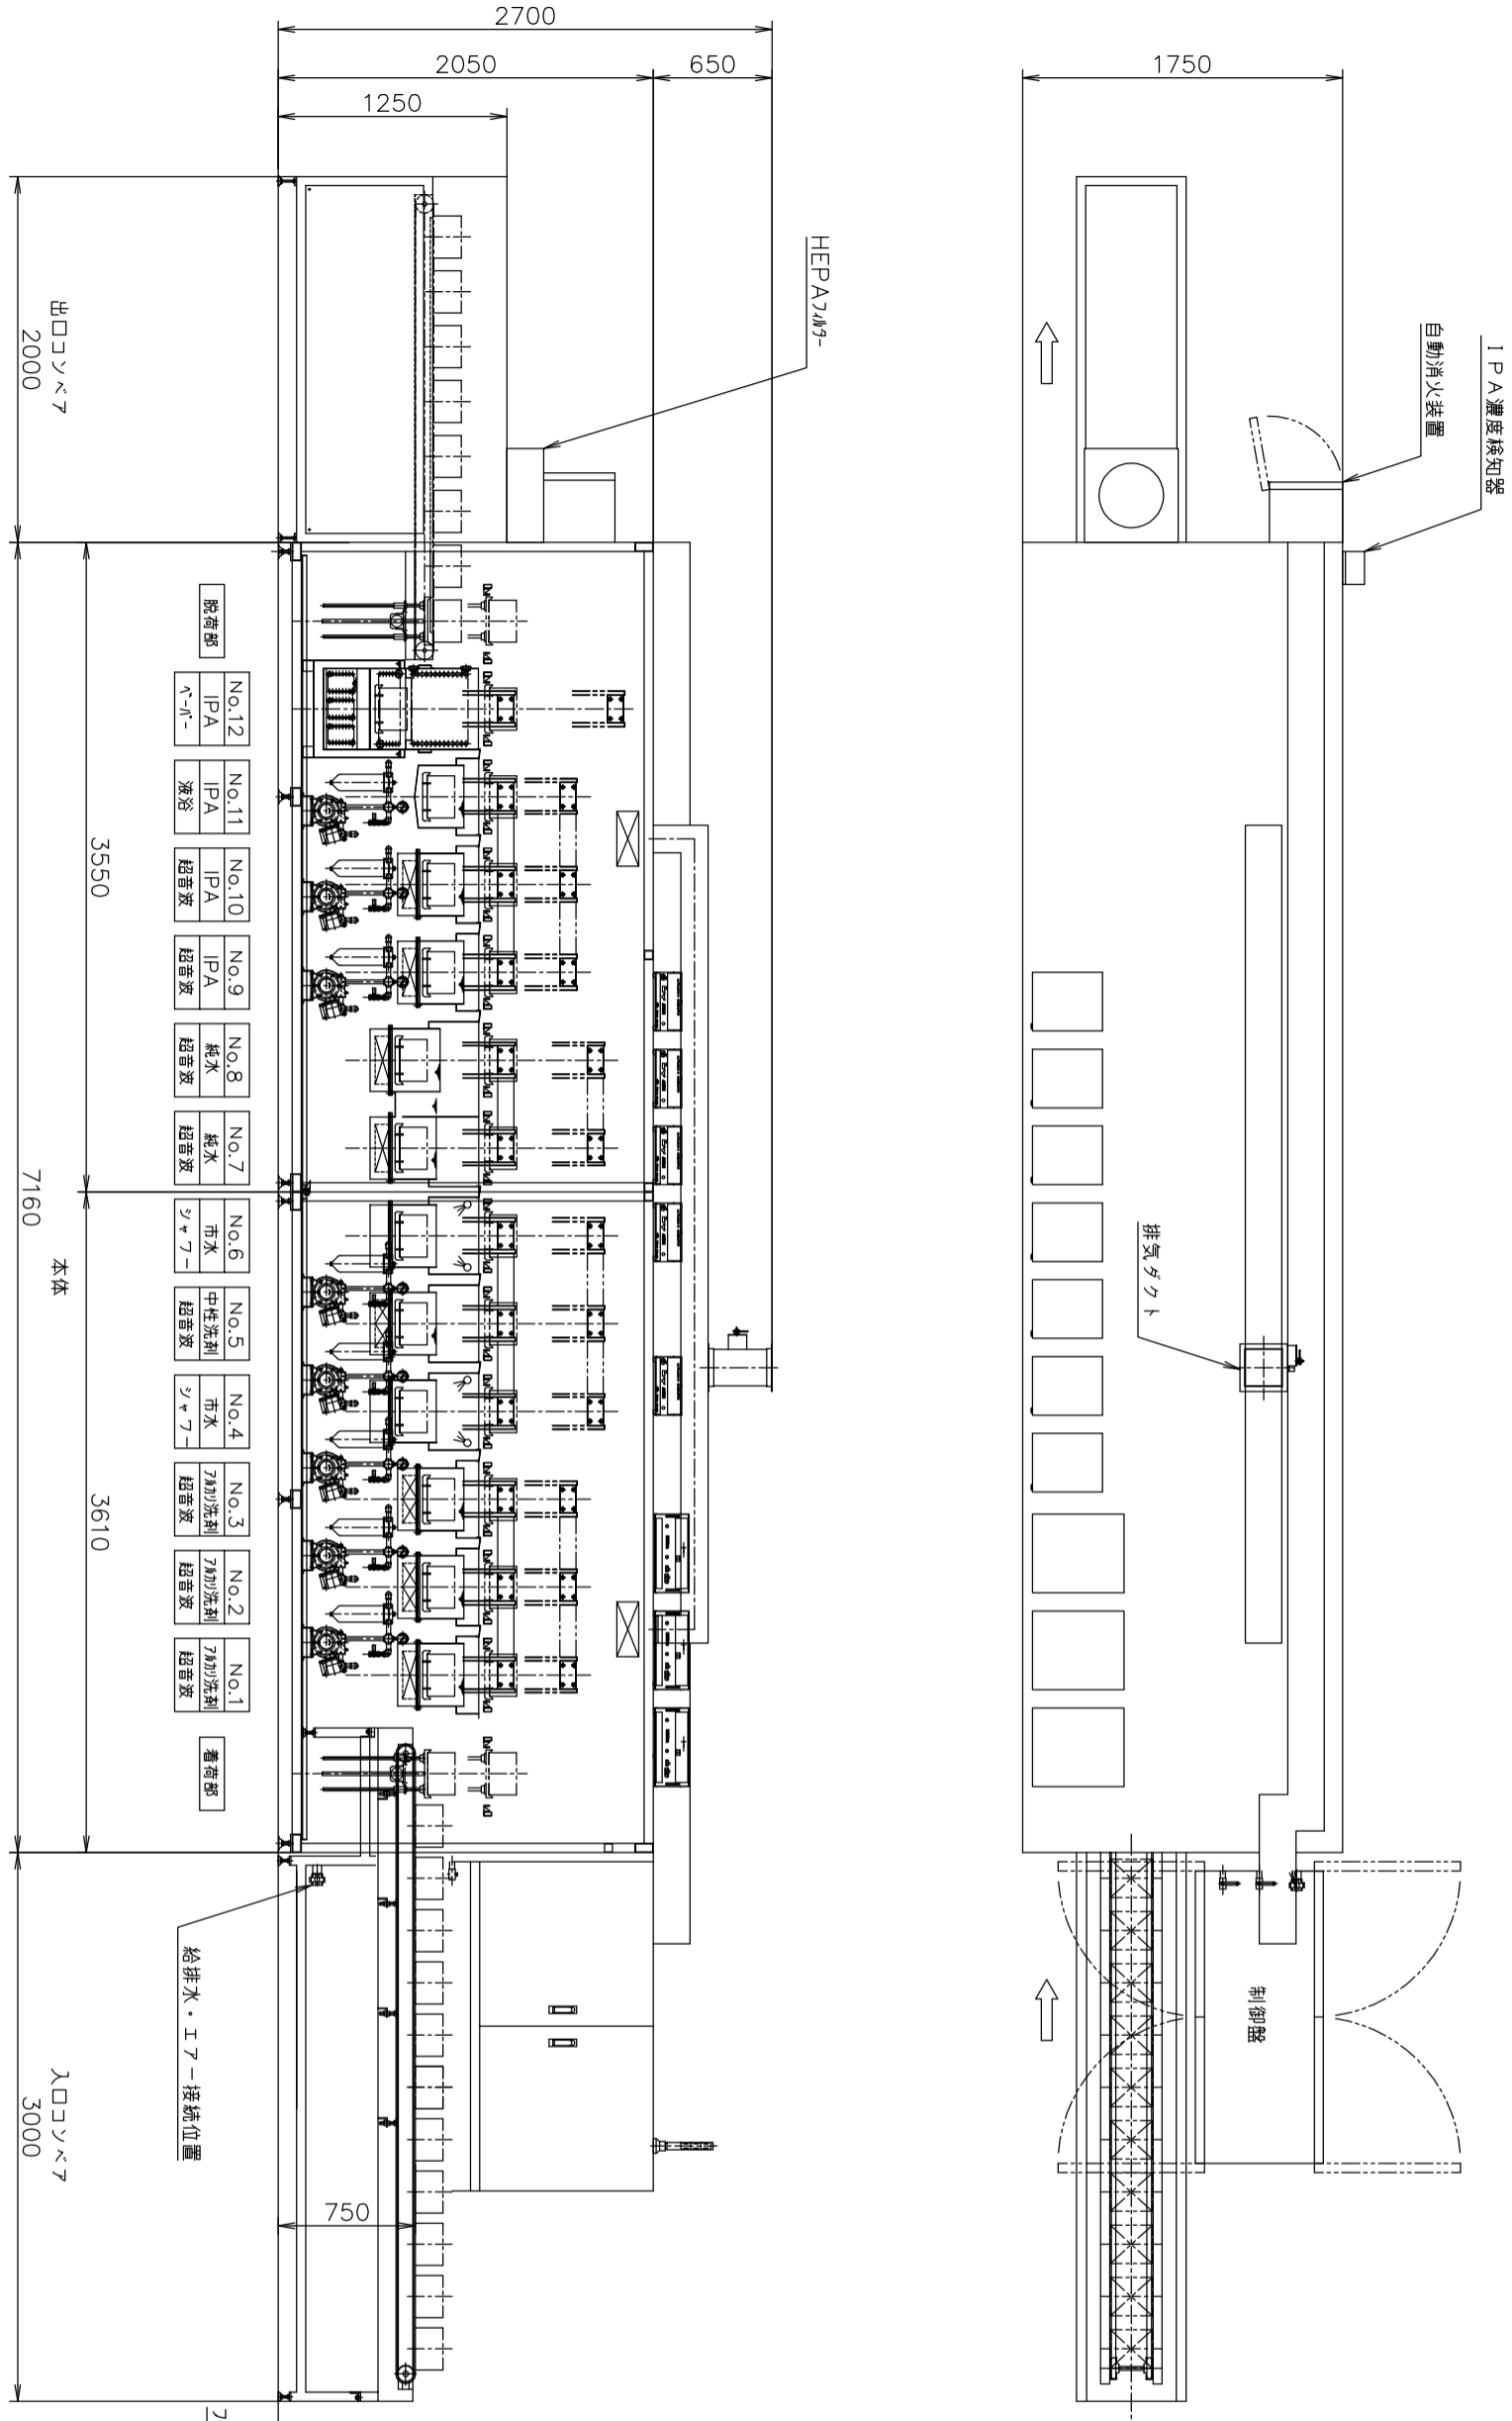 2700
2050
650
1250
1750
HEPAフィルター
IPA濃度検知器
自動消火装置
排気ダクト
制御盤
脱荷部
No.12
IPA
ベーパー
No.11
IPA
液浴
No.10
IPA
超音波
No.9
IPA
超音波
No.8
純水
超音波
No.7
純水
超音波
No.6
市水
シャワー
No.5
中性洗剤
超音波
No.4
市水
シャワー
No.3
アルカリ洗剤
超音波
No.2
アルカリ洗剤
超音波
No.1
アルカリ洗剤
超音波
着荷部
給排水・エアー接続位置
750
3550
3610
出口コンベア
2000
本体
7160
入口コンベア
3000
フ